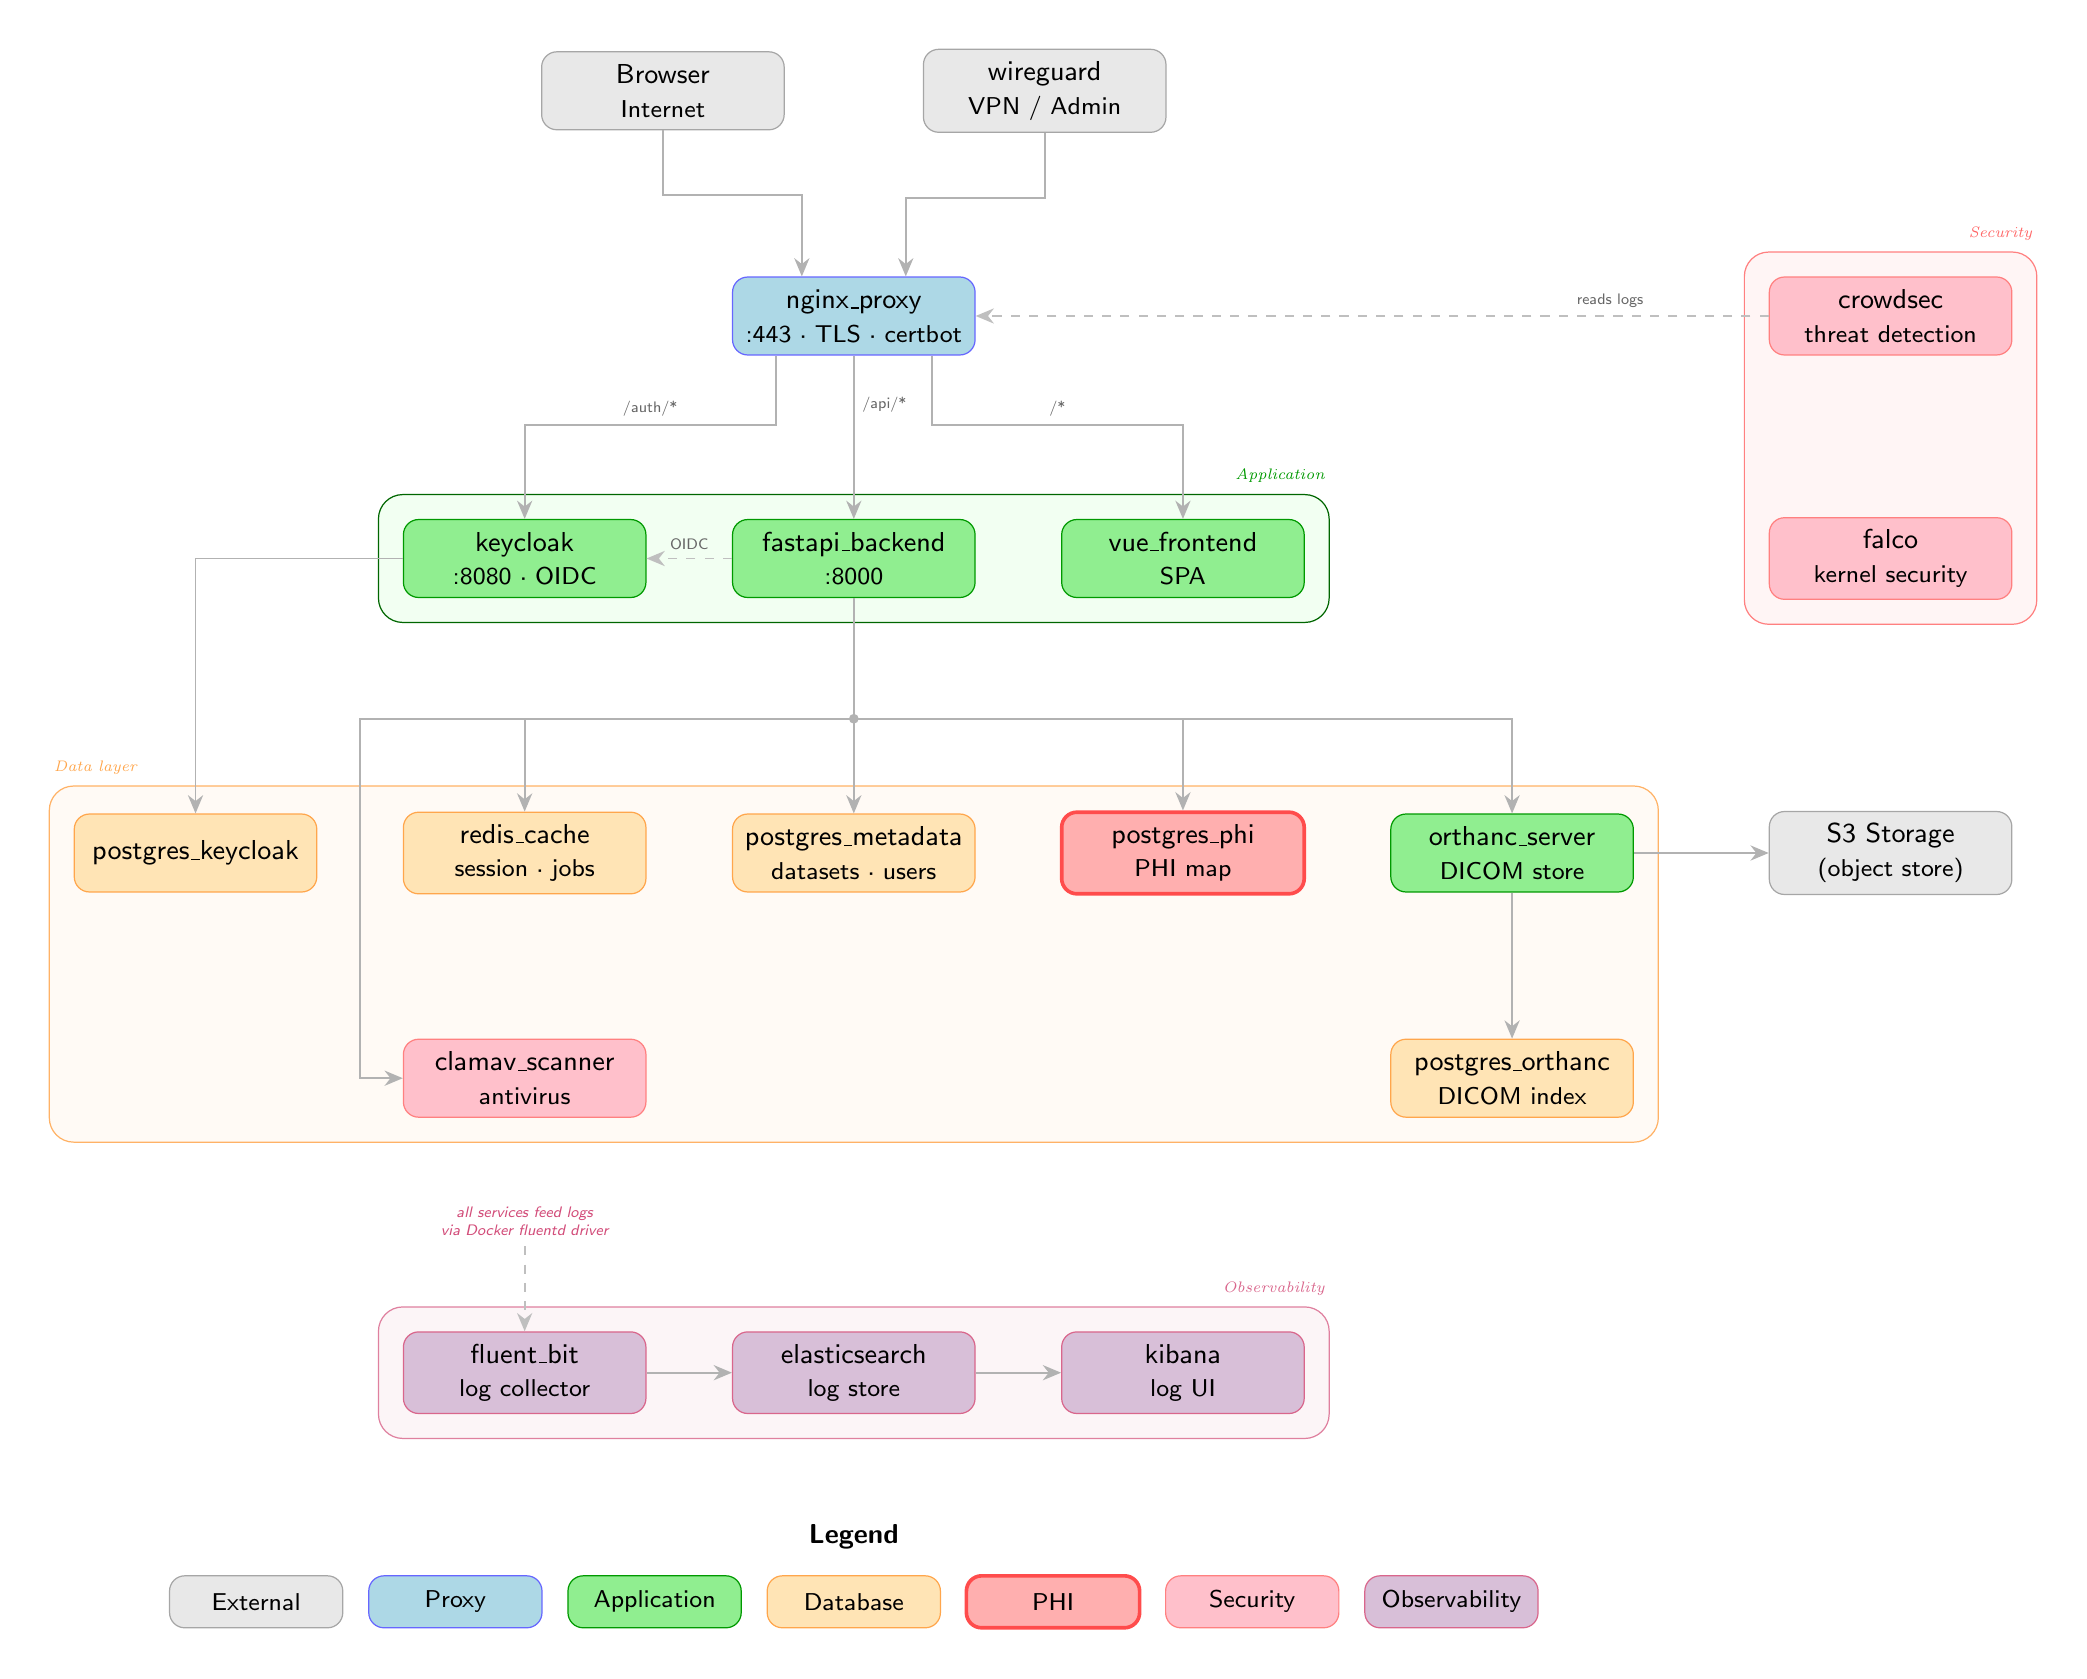 Browser
Internet
wireguard
VPN / Admin
Security
nginx_proxy
:443 · TLS · certbot
reads logs
crowdsec
threat detection
/auth/*
/api/*
/*
Application
keycloak
:8080 · OIDC
OIDC
fastapi_backend
:8000
vue_frontend
SPA
falco
kernel security
Data layer
postgres_keycloak
redis_cache
session · jobs
postgres_metadata
datasets · users
postgres_phi
PHI map
orthanc_server
DICOM store
S3 Storage
(object store)
clamav_scanner
antivirus
postgres_orthanc
DICOM index
all services feed logs
via Docker fluentd driver
Observability
fluent_bit
log collector
elasticsearch
log store
kibana
log UI
Legend
External
Proxy
Application
Database
PHI
Security
Observability